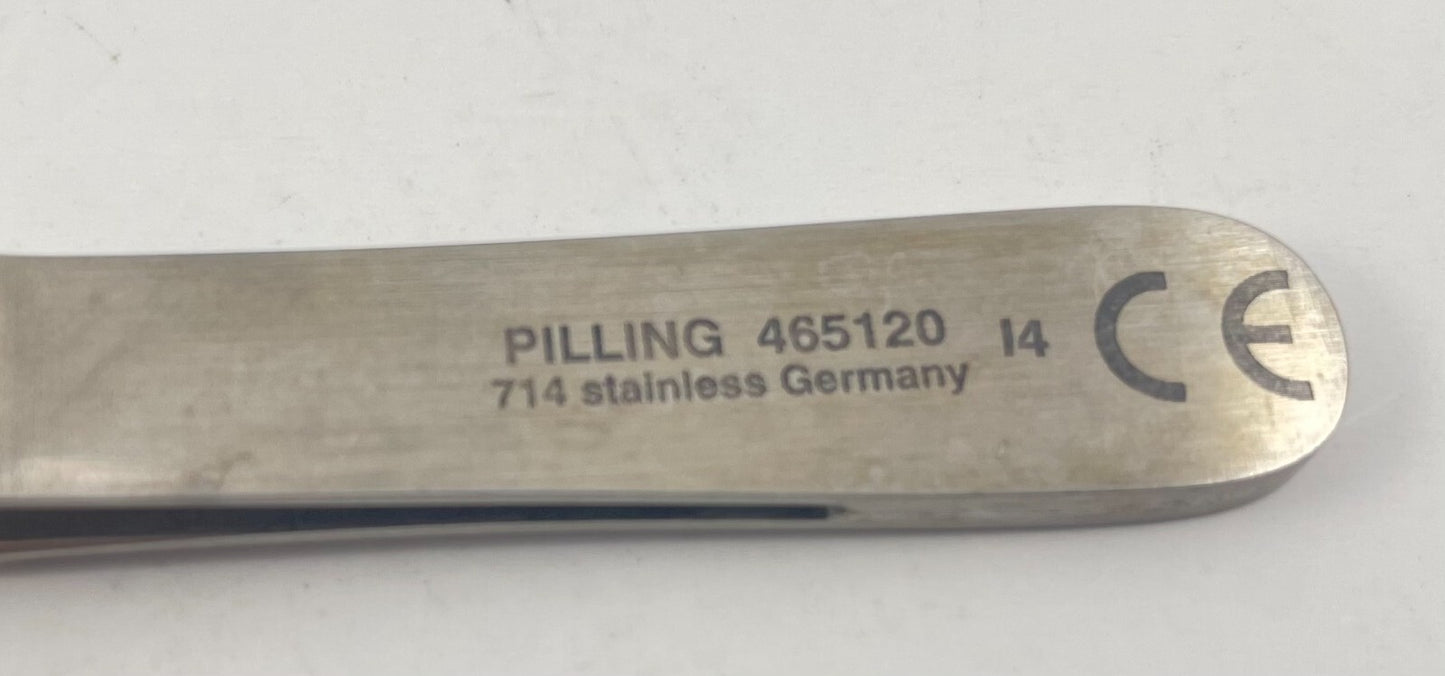 PILLING 465120 I4 CE
714 stainless Germany